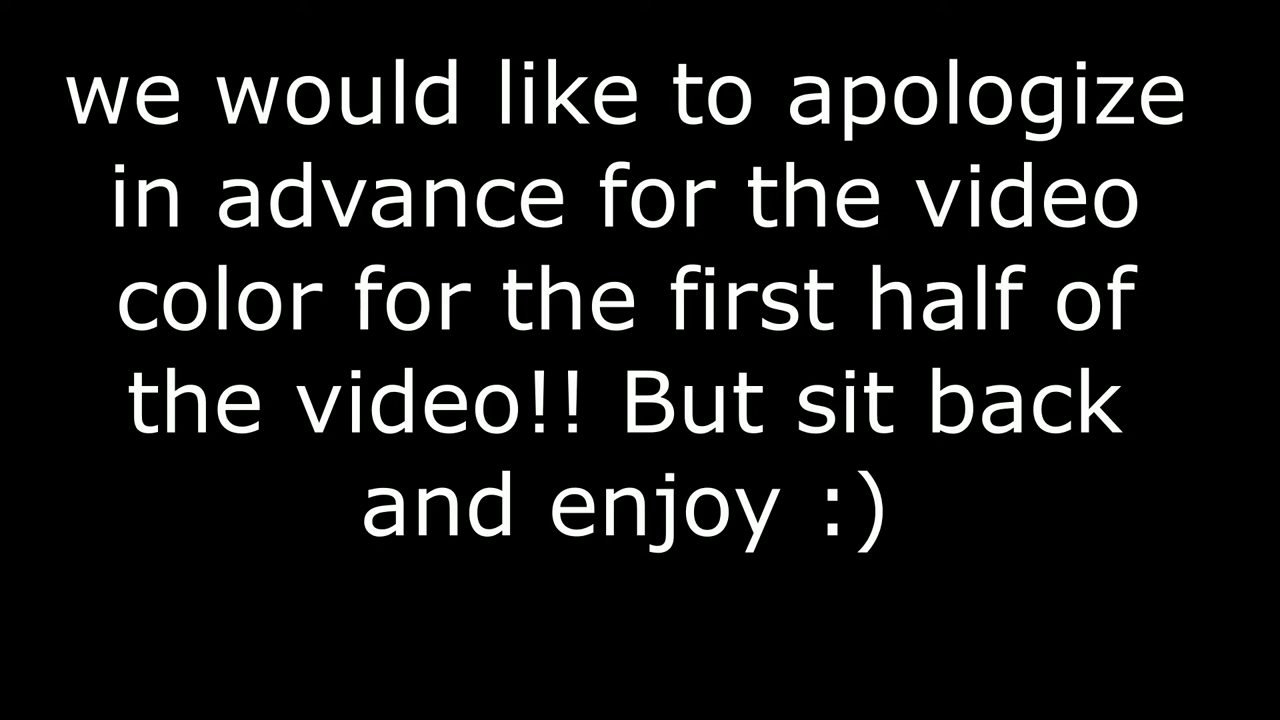 we would like to apologize
in advance for the video
color for the first half of
the video!! But sit back
and enjoy :)